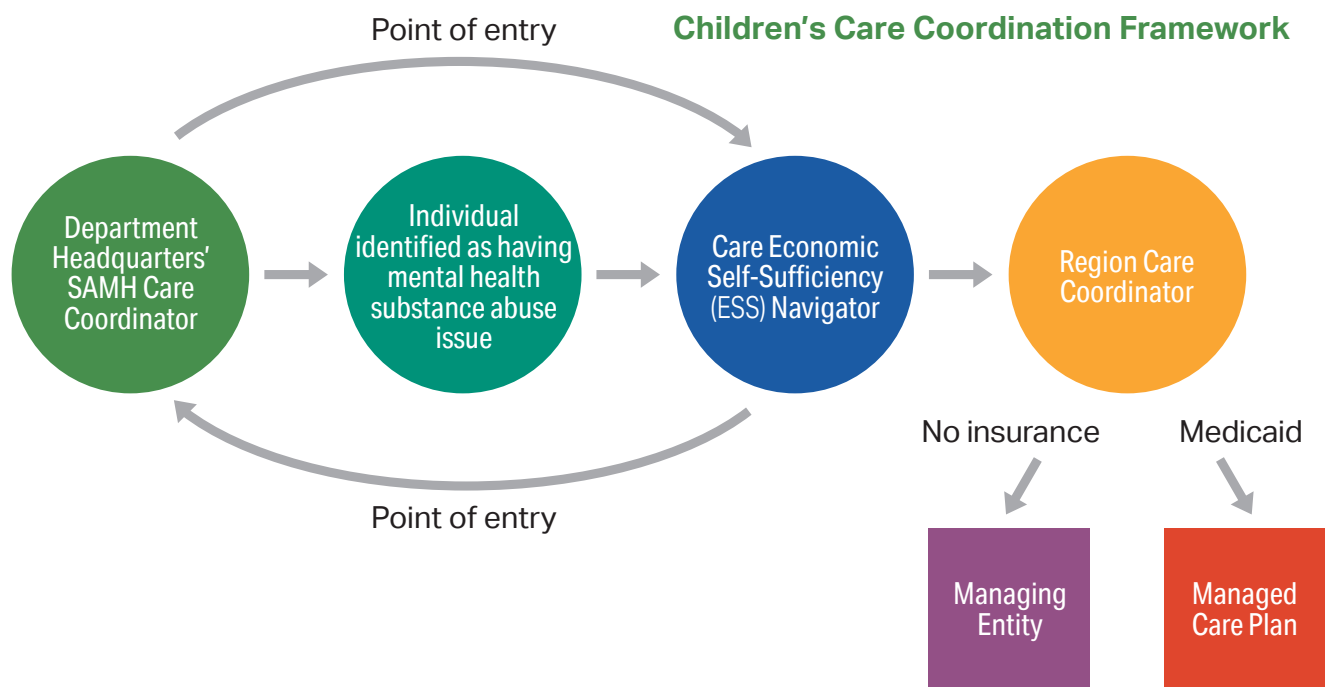 Children's Care Coordination Framework
Point of entry
Department
Headquarters'
SAMH Care
Coordinator
Individual
identified as having
mental health
substance abuse
issue
Care Economic
Self-Sufficiency
(ESS) Navigator
Region Care
Coordinator
Point of entry
No insurance
Medicaid
Managing
Entity
Managed
Care Plan